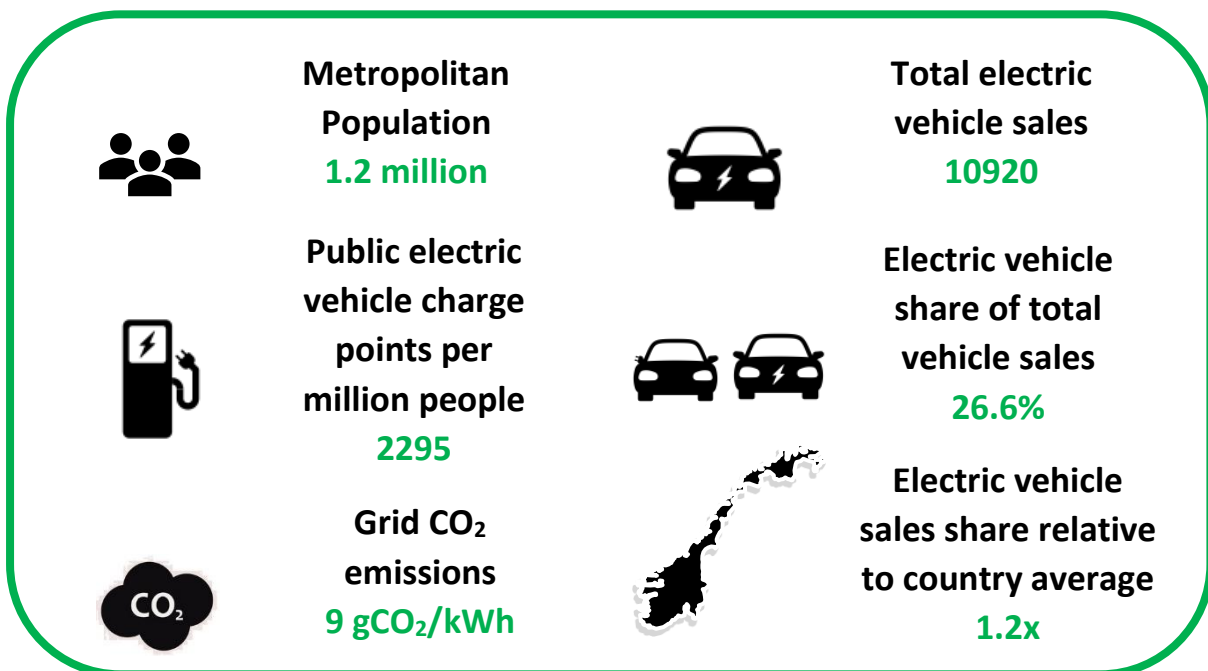 Metropolitan
Population
1.2 million
Total electric
vehicle sales
10920
Public electric
vehicle charge
points per
million people
2295
Electric vehicle
share of total
vehicle sales
26.6%
Grid CO₂
emissions
9 gCO₂/kWh
CO₂
Electric vehicle
sales share relative
to country average
1.2x